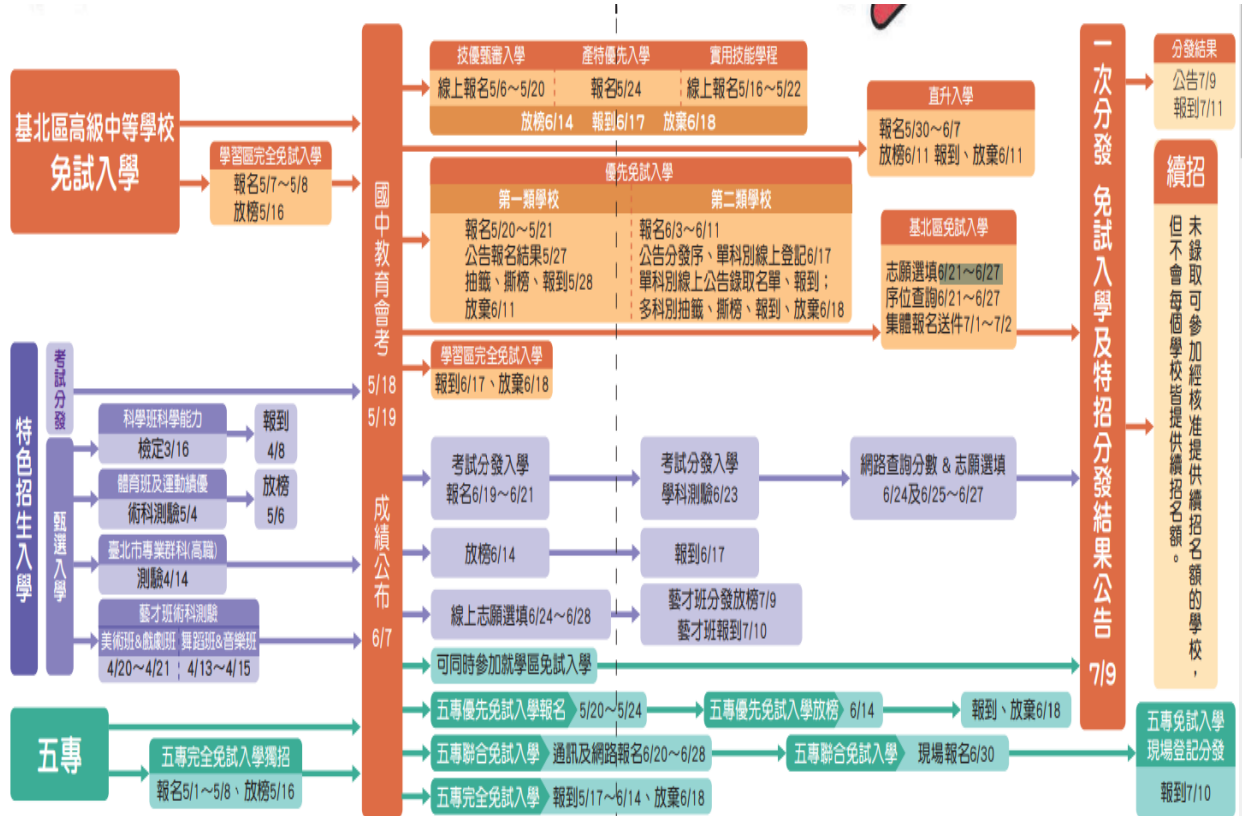 基北區高級中等學校
免試入學
學習區完全免試入學
報名5/7～5/8
放榜5/16
特色招生入學
考試分發
甄選入學
科學班科學能力
檢定3/16
報到
4/8
體育班及運動績優
術科測驗5/4
放榜
5/6
臺北市專業群科(高職)
測驗4/14
藝才班術科測驗
美術班&戲劇班
4/20～4/21
舞蹈班&音樂班
4/13～4/15
五專
五專完全免試入學獨招
報名5/1～5/8、放榜5/16
國中教育會考
5/18
5/19
成績公布
6/7
技優甄審入學
線上報名5/6～5/20
產特優先入學
報名5/24
實用技能學程
線上報名5/16～5/22
放榜6/14 報到6/17 放棄6/18
直升入學
報名5/30～6/7
放榜6/11 報到、放棄6/11
優先免試入學
第一類學校
報名5/20～5/21
公告報名結果5/27
抽籤、撕榜、報到5/28
放棄6/11
第二類學校
報名6/3～6/11
公告分發序、單科別線上登記6/17
單科別線上公告錄取名單、報到；
多科別抽籤、撕榜、報到、放棄6/18
基北區免試入學
志願選填6/21～6/27
序位查詢6/21～6/27
集體報名送件7/1～7/2
學習區完全免試入學
報到6/17、放棄6/18
考試分發入學
報名6/19～6/21
考試分發入學
學科測驗6/23
網路查詢分數 & 志願選填
6/24及6/25～6/27
放榜6/14
報到6/17
線上志願選填6/24～6/28
藝才班分發放榜7/9
藝才班報到7/10
可同時參加就學區免試入學
五專優先免試入學報名 5/20～5/24
五專優先免試入學放榜 6/14
報到、放棄6/18
五專聯合免試入學 通訊及網路報名6/20～6/28
五專聯合免試入學 現場報名6/30
五專完全免試入學 報到5/17～6/14、放棄6/18
一次分發 免試入學及特招分發結果公告 7/9
分發結果
公告7/9
報到7/11
續招
未錄取可參加經核准提供續招名額的學校，
但不會每個學校皆提供續招名額。
五專免試入學
現場登記分發
報到7/10